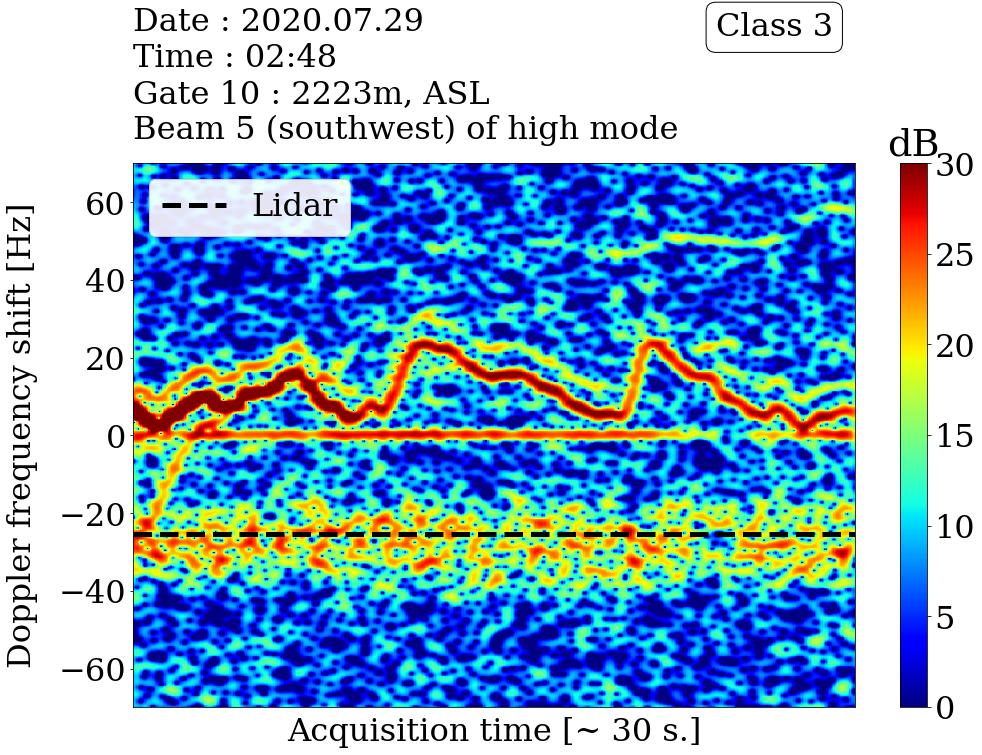 Date : 2020.07.29
Time : 02:48
Gate 10 : 2223m, ASL
Beam 5 (southwest) of high mode
Class 3
dB
Lidar
Doppler frequency shift [Hz]
60
40
20
0
−20
−40
−60
30
25
20
15
10
5
0
Acquisition time [~ 30 s.]